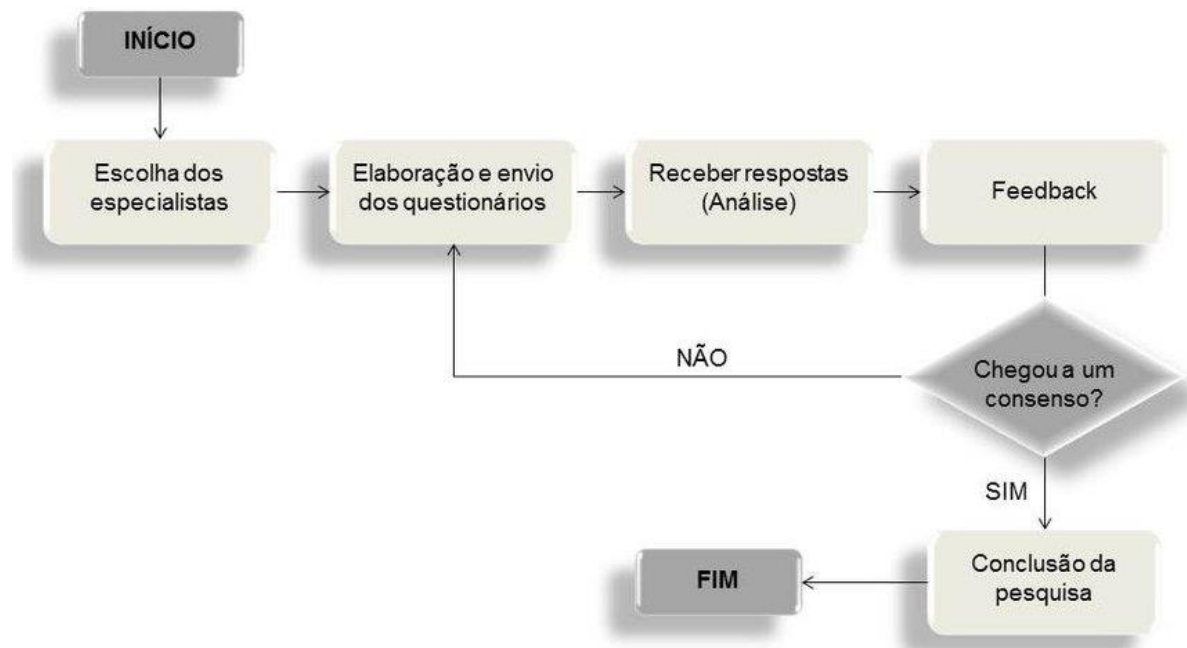 INÍCIO
Escolha dos
especialistas
Elaboração e envio
dos questionários
Receber respostas
(Análise)
Feedback
NÃO
Chegou a um
consenso?
SIM
Conclusão da
pesquisa
FIM